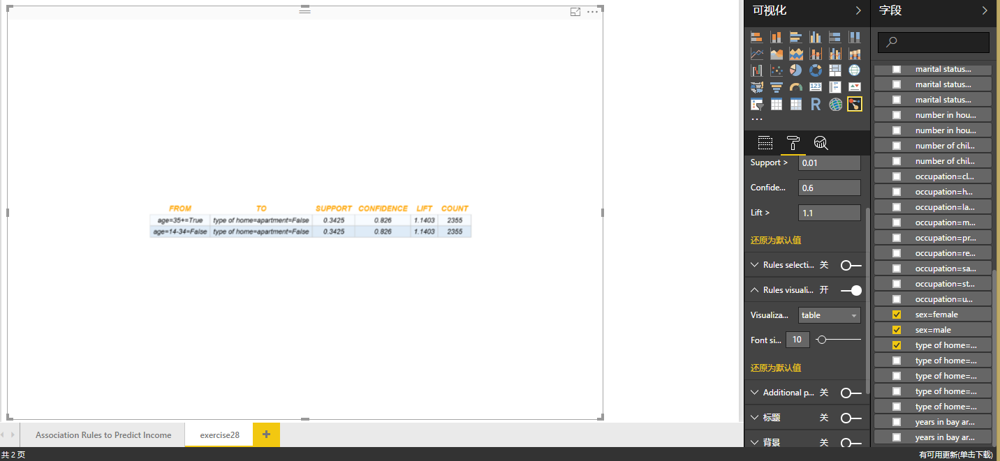 FROM TO SUPPORT CONFIDENCE LIFT COUNT
age=35+=True type of home=apartment=False 0.3425 0.826 1.1403 2355
age=14-34=False type of home=apartment=False 0.3425 0.826 1.1403 2355
Association Rules to Predict Income
exercise28
+
共 2 页
可视化
123
R
...
Support > 0.01
Confide... 0.6
Lift > 1.1
还原为默认值
Rules selecti... 关
Rules visuali... 开
Visualiza... table
Font si... 10
还原为默认值
Additional p... 关
标题 关
背景 关
字段
marital status...
marital status...
marital status...
number in hou...
number in hou...
number of chil...
number of chil...
occupation=cl...
occupation=h...
occupation=la...
occupation=m...
occupation=pr...
occupation=re...
occupation=sa...
occupation=st...
occupation=u...
sex=female
sex=male
type of home=...
type of home=...
type of home=...
type of home=...
type of home=...
years in bay ar...
years in bay ar...
有可用更新(单击下载)